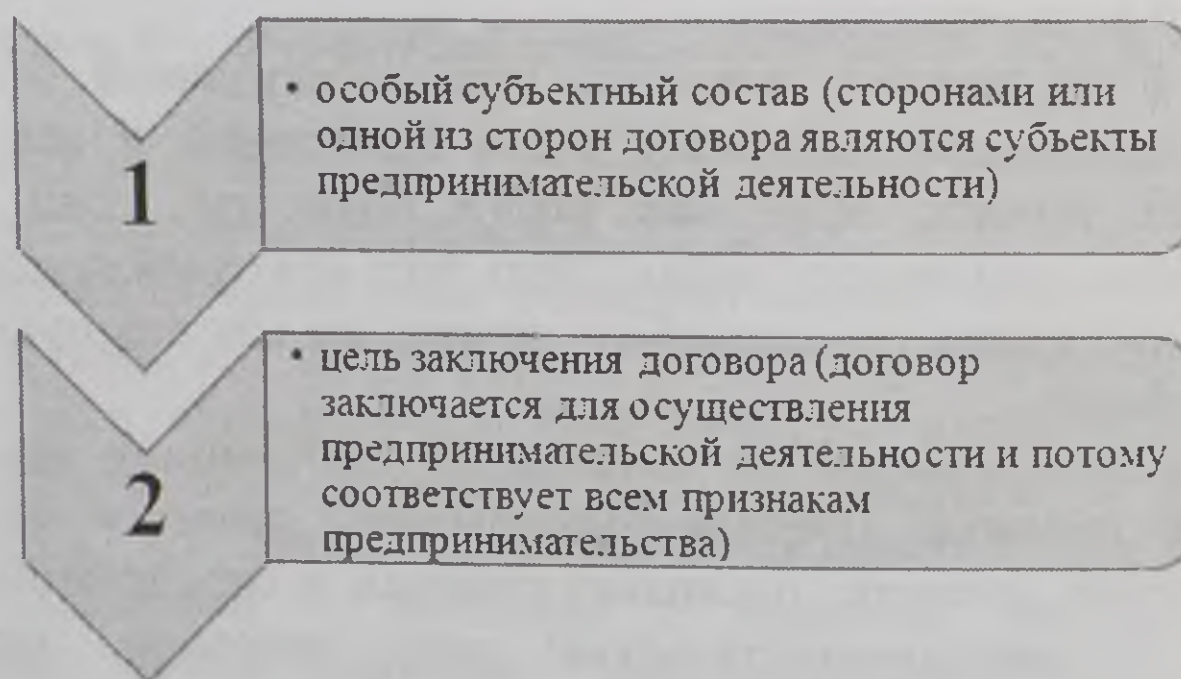 1
• особый субъектный состав (сторонами или
одной из сторон договора являются субъекты
предпринимательской деятельности)
2
• цель заключения договора (договор
заключается для осуществления
предпринимательской деятельности и потому
соответствует всем признакам
предпринимательства)